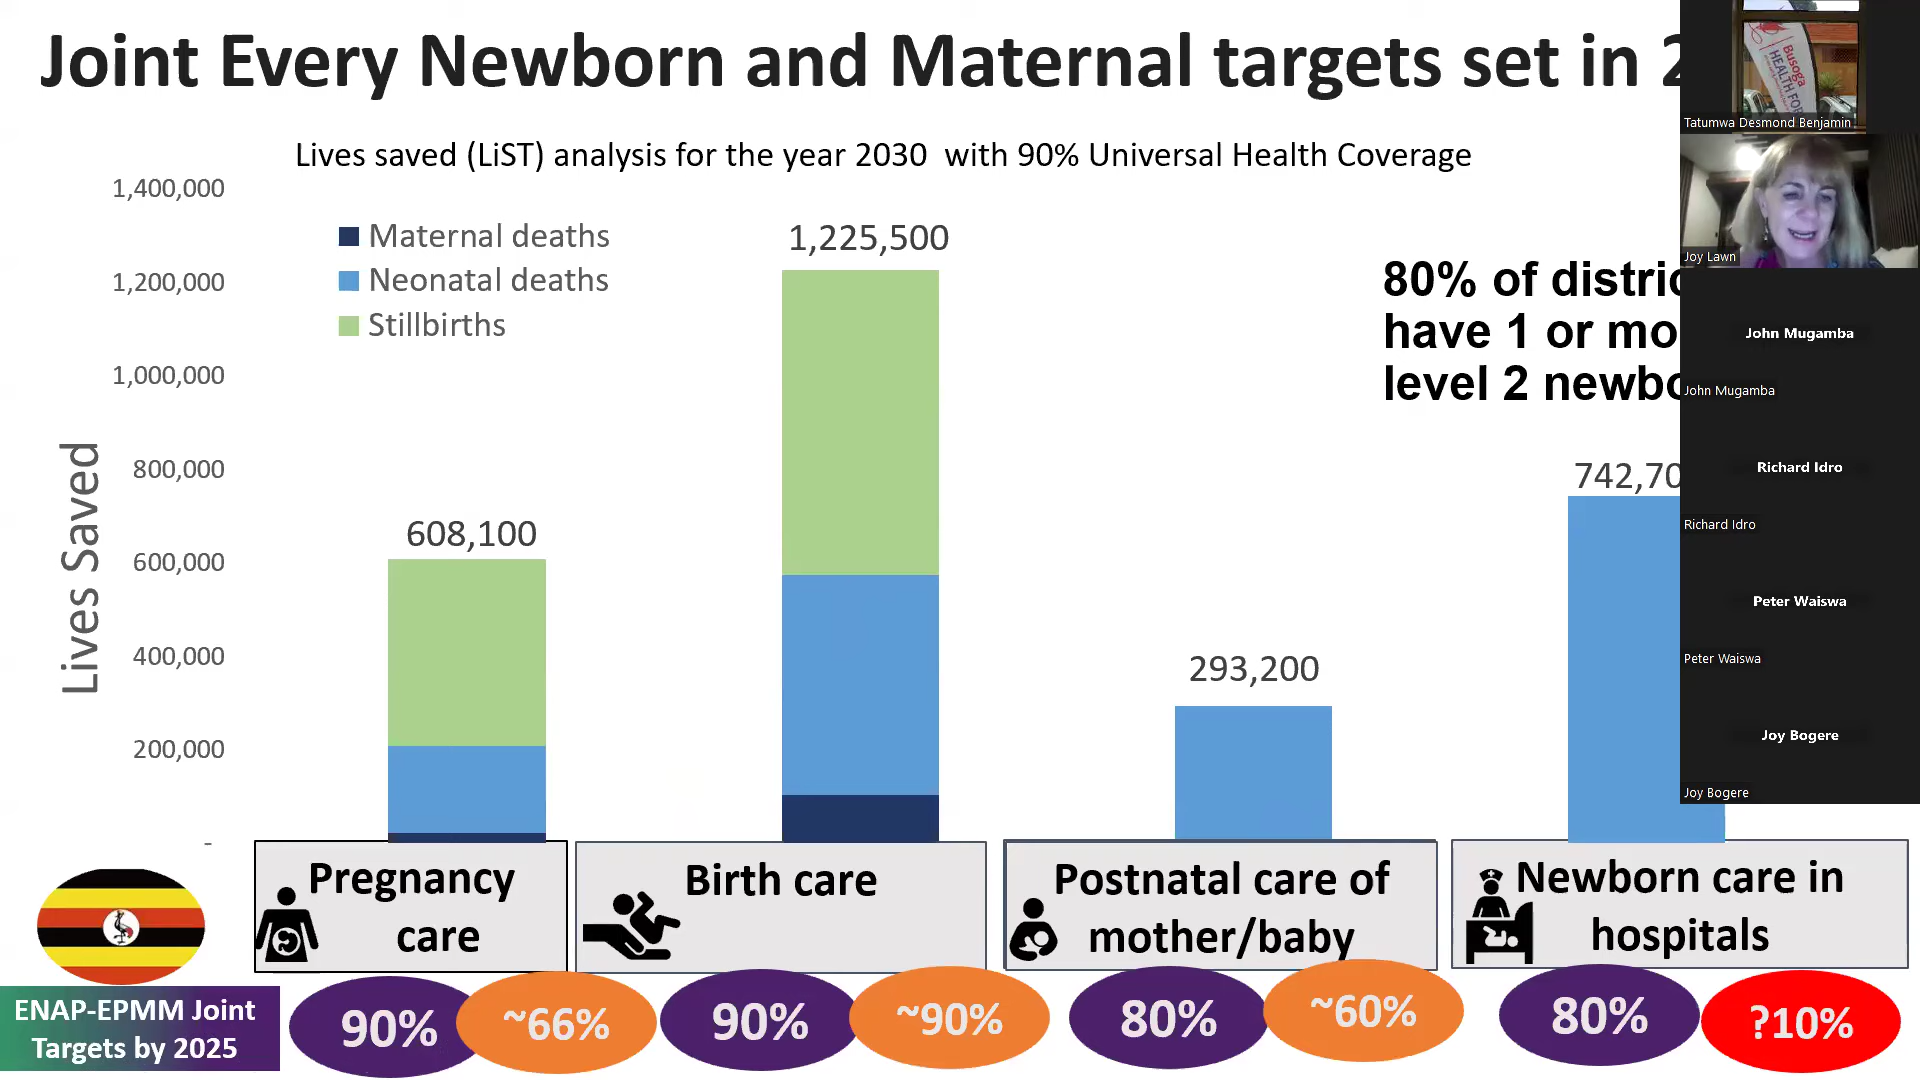 Joint Every Newborn and Maternal targets set in 2
Lives saved (LiST) analysis for the year 2030 with 90% Universal Health Coverage
1,400,000
1,200,000
1,000,000
800,000
600,000
400,000
200,000
-
Lives Saved
Maternal deaths
Neonatal deaths
Stillbirths
608,100
1,225,500
293,200
742,70
80% of distric
have 1 or mo
level 2 newbo
Pregnancy
care
Birth care
Postnatal care of
mother/baby
Newborn care in
hospitals
ENAP-EPMM Joint
Targets by 2025
90%
~66%
90%
~90%
80%
~60%
80%
?10%
Busoga
HEALTH FOR
Tatumwa Desmond Benjamin
Joy Lawn
John Mugamba
John Mugamba
Richard Idro
Richard Idro
Peter Waiswa
Peter Waiswa
Joy Bogere
Joy Bogere